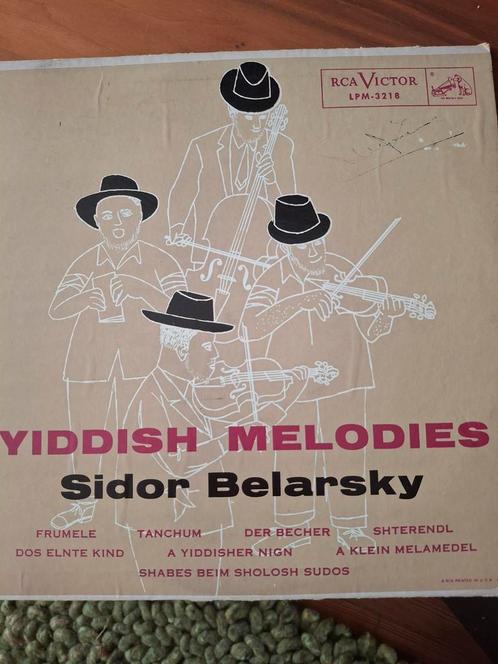 RCA VICTOR
LPM-3218
YIDDISH MELODIES
Sidor Belarsky
FRUMELE TANCHUM DER BECHER SHTERENDL
DOS ELNTE KIND A YIDDISHER NIGN A KLEIN MELAMEDEL
SHABES BEIM SHOLOSH SUDOS